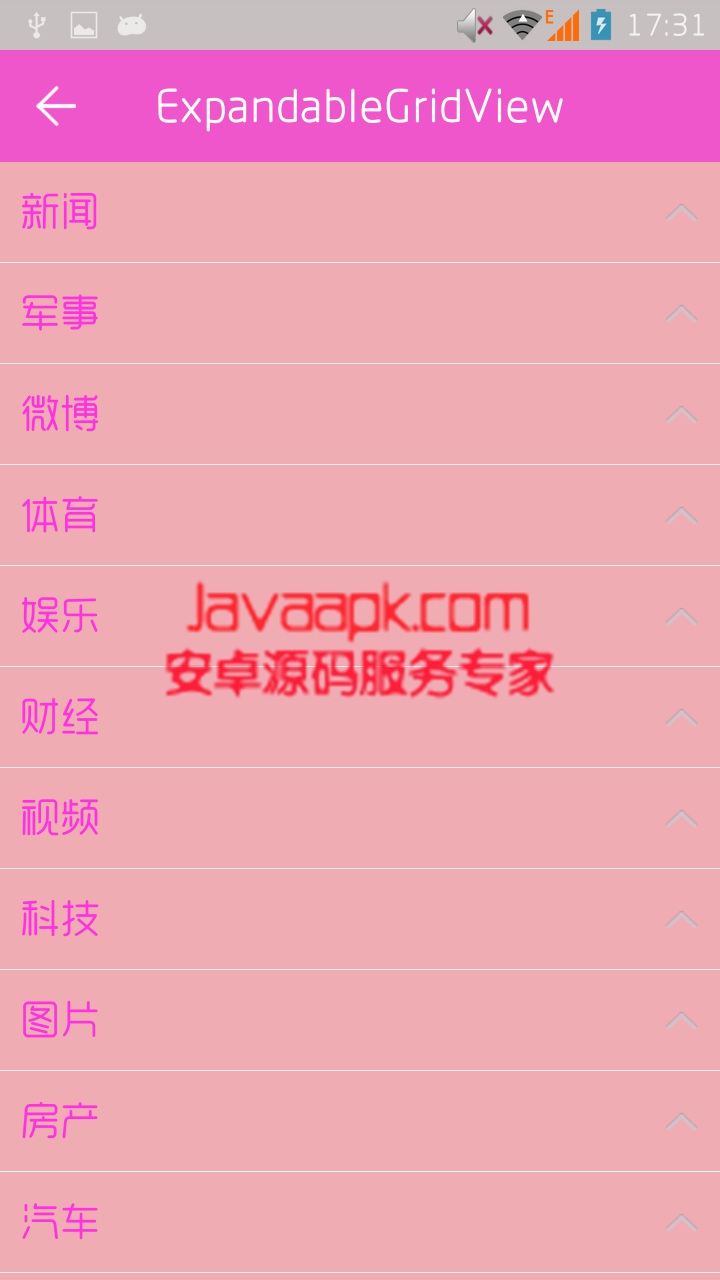 E 17:31
ExpandableGridView
新闻
军事
微博
体育
娱乐
Javaapk.com
安卓源码服务专家
财经
视频
科技
图片
房产
汽车